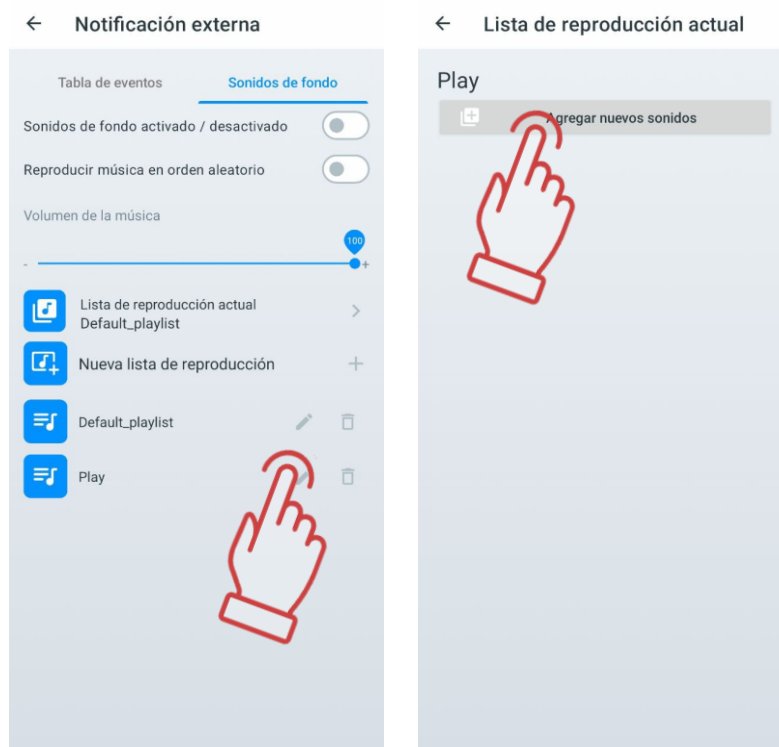 Notificación externa
Tabla de eventos
Sonidos de fondo
Sonidos de fondo activado / desactivado
Reproducir música en orden aleatorio
Volumen de la música
100
- +
Lista de reproducción actual
Default_playlist
Nueva lista de reproducción
Default_playlist
Play
Lista de reproducción actual
Play
Agregar nuevos sonidos